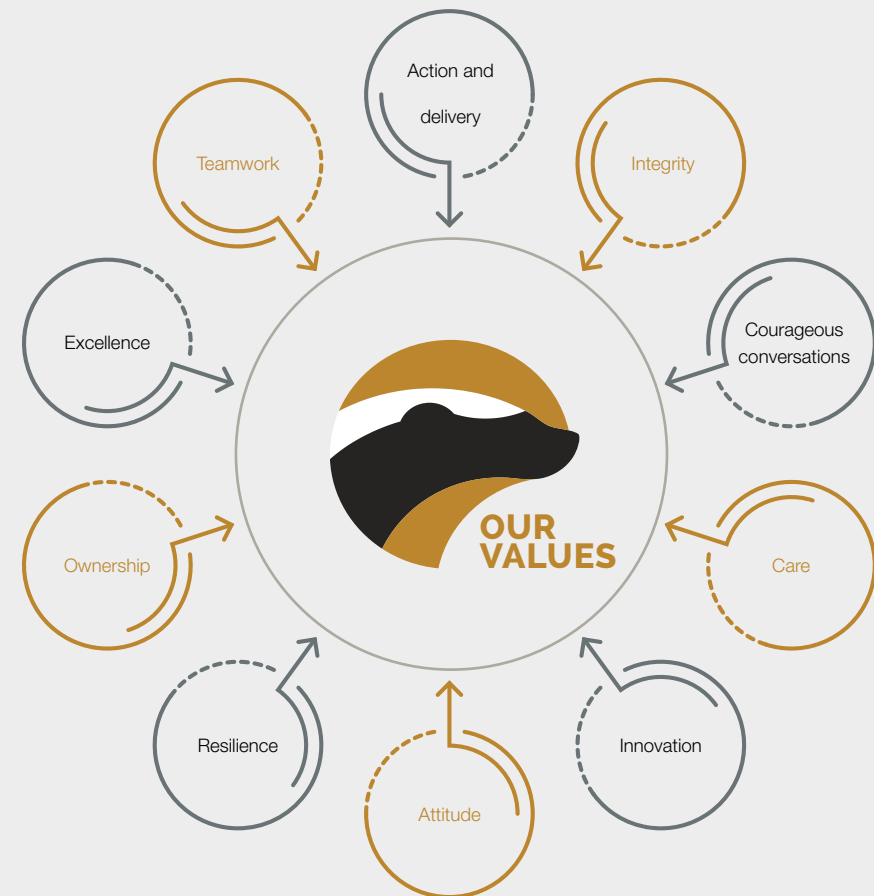 Action and
delivery
Integrity
Courageous
conversations
Care
Innovation
Attitude
Resilience
Ownership
Excellence
Teamwork
OUR
VALUES